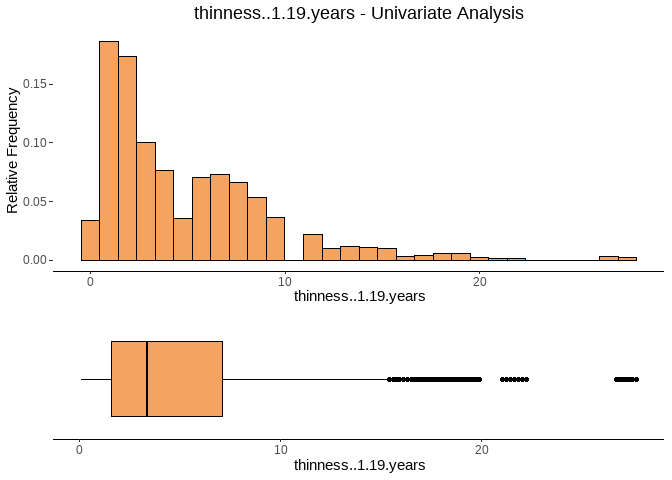 thinness..1.19.years - Univariate Analysis
Relative Frequency
0.15
0.10
0.05
0.00
0 10 20
thinness..1.19.years
0 10 20
thinness..1.19.years